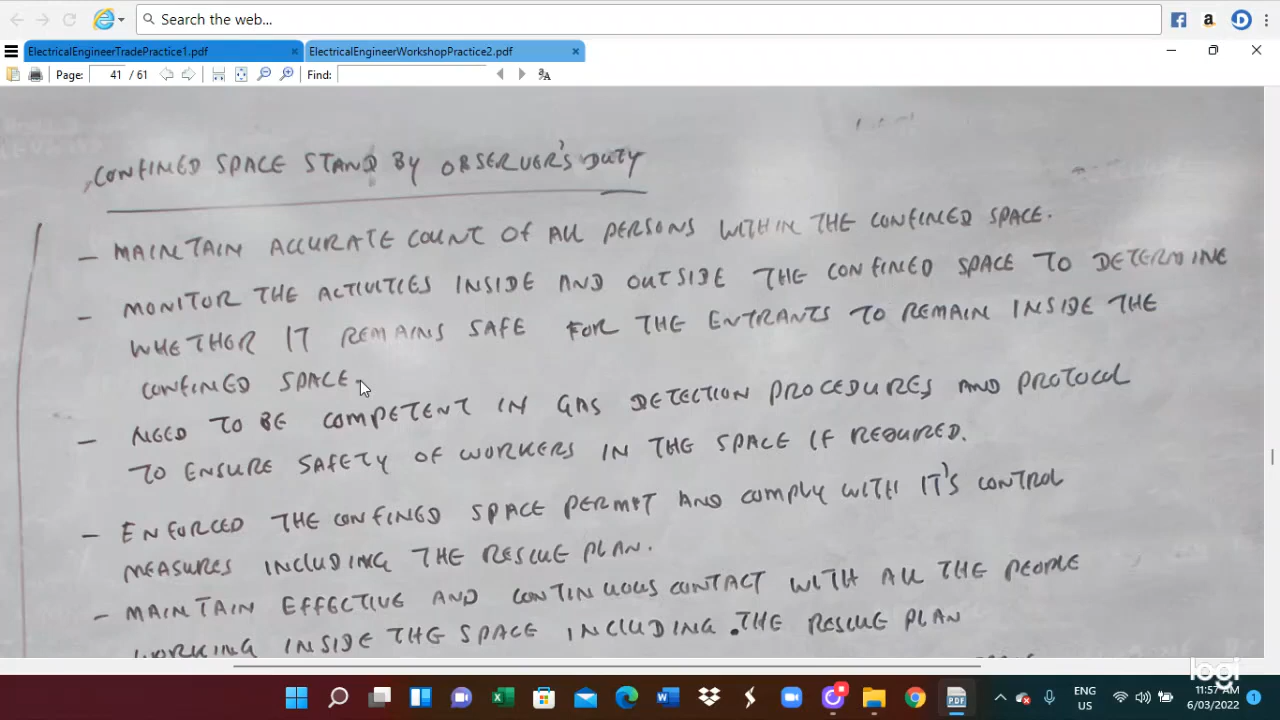 Search the web...
ElectricalEngineerTradePractice1.pdf
ElectricalEngineerWorkshopPractice2.pdf
Page: 41 / 61 Find:
CONFINED SPACE STAND BY OBSERVER'S DUTY
- MAINTAIN ACCURATE COUNT OF ALL PERSONS WITHIN THE CONFINED SPACE.
- MONITOR THE ACTIVITIES INSIDE AND OUTSIDE THE CONFINED SPACE TO DETERMINE
WHETHER IT REMAINS SAFE FOR THE ENTRANTS TO REMAIN INSIDE THE
CONFINED SPACE.
- NEED TO BE COMPETENT IN GAS DETECTION PROCEDURES AND PROTOCOL
TO ENSURE SAFETY OF WORKERS IN THE SPACE IF REQUIRED.
- ENFORCED THE CONFINED SPACE PERMIT AND COMPLY WITH IT'S CONTROL
MEASURES INCLUDING THE RESCUE PLAN.
- MAINTAIN EFFECTIVE AND CONTINUOUS CONTACT WITH ALL THE PEOPLE
WORKING INSIDE THE SPACE INCLUDING THE RESCUE PLAN
logi
ENG
US
11:57 AM
6/03/2022